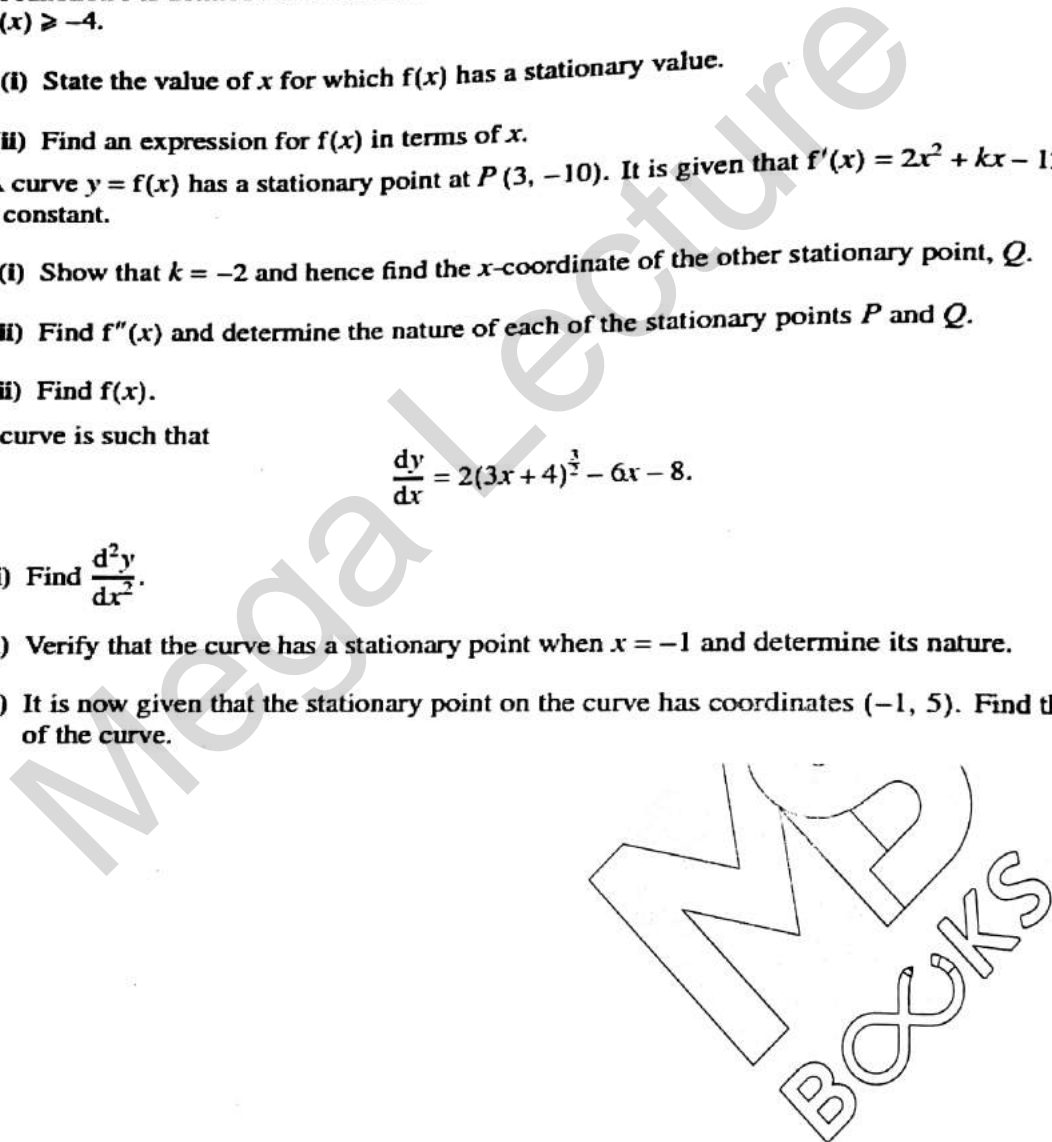 (x) ⩾ −4.
(i) State the value of x for which f(x) has a stationary value.
ii) Find an expression for f(x) in terms of x.
curve y = f(x) has a stationary point at P (3, −10). It is given that f′(x) = 2x² + kx − 1
constant.
(i) Show that k = −2 and hence find the x-coordinate of the other stationary point, Q.
ii) Find f″(x) and determine the nature of each of the stationary points P and Q.
ii) Find f(x).
curve is such that
dy/dx = 2(3x + 4)^(3/2) − 6x − 8.
i) Find d²y/dx².
) Verify that the curve has a stationary point when x = −1 and determine its nature.
) It is now given that the stationary point on the curve has coordinates (−1, 5). Find
of the curve.
Mega Lecture
BOOKS